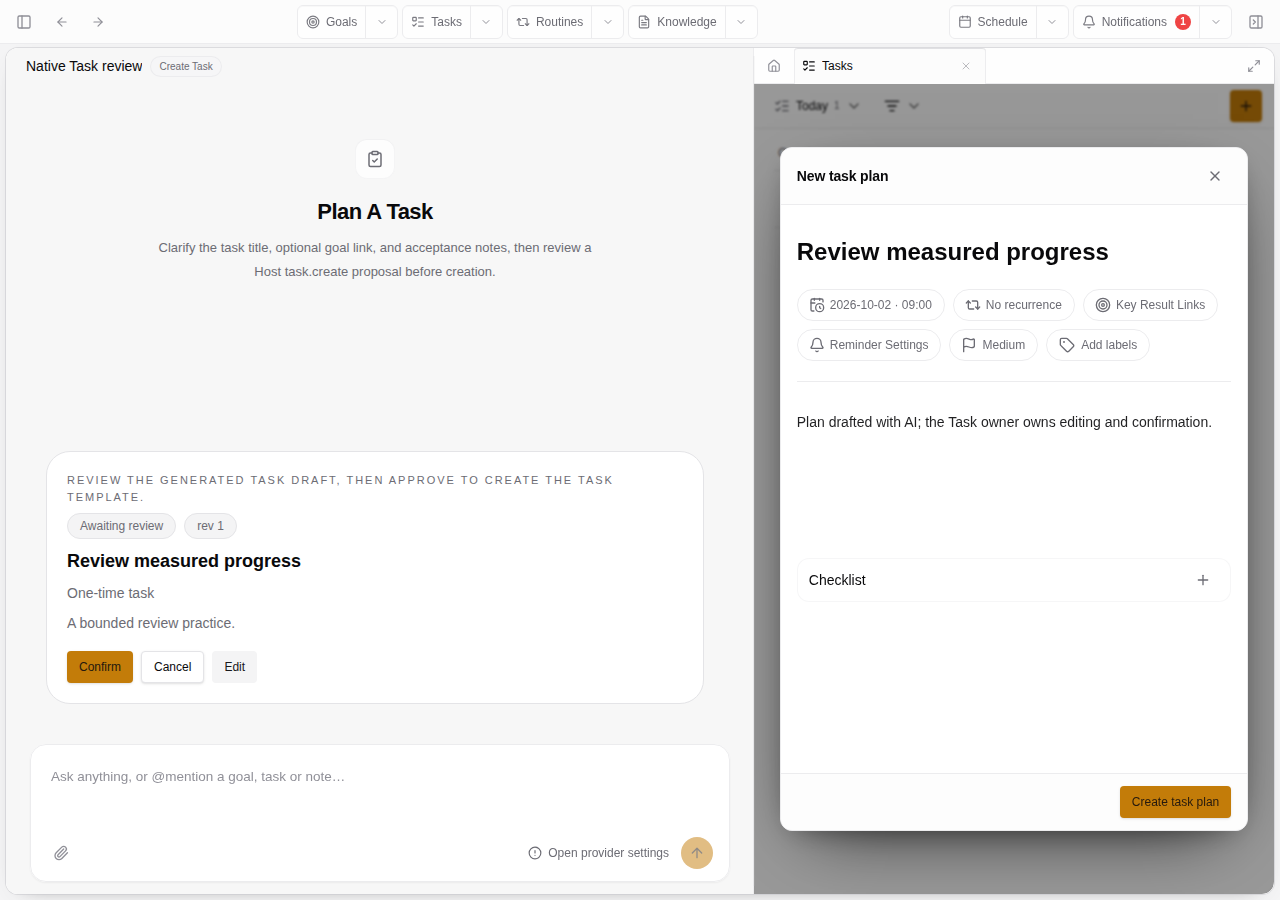 Goals
Tasks
Routines
Knowledge
Schedule
Notifications 1
Native Task review
Create Task
Tasks
Today 1
Plan A Task
Clarify the task title, optional goal link, and acceptance notes, then review a
Host task.create proposal before creation.
REVIEW THE GENERATED TASK DRAFT, THEN APPROVE TO CREATE THE TASK
TEMPLATE.
Awaiting review
rev 1
Review measured progress
One-time task
A bounded review practice.
Confirm
Cancel
Edit
Ask anything, or @mention a goal, task or note…
Open provider settings
New task plan
Review measured progress
2026-10-02 · 09:00
No recurrence
Key Result Links
Reminder Settings
Medium
Add labels
Plan drafted with AI; the Task owner owns editing and confirmation.
Checklist
Create task plan